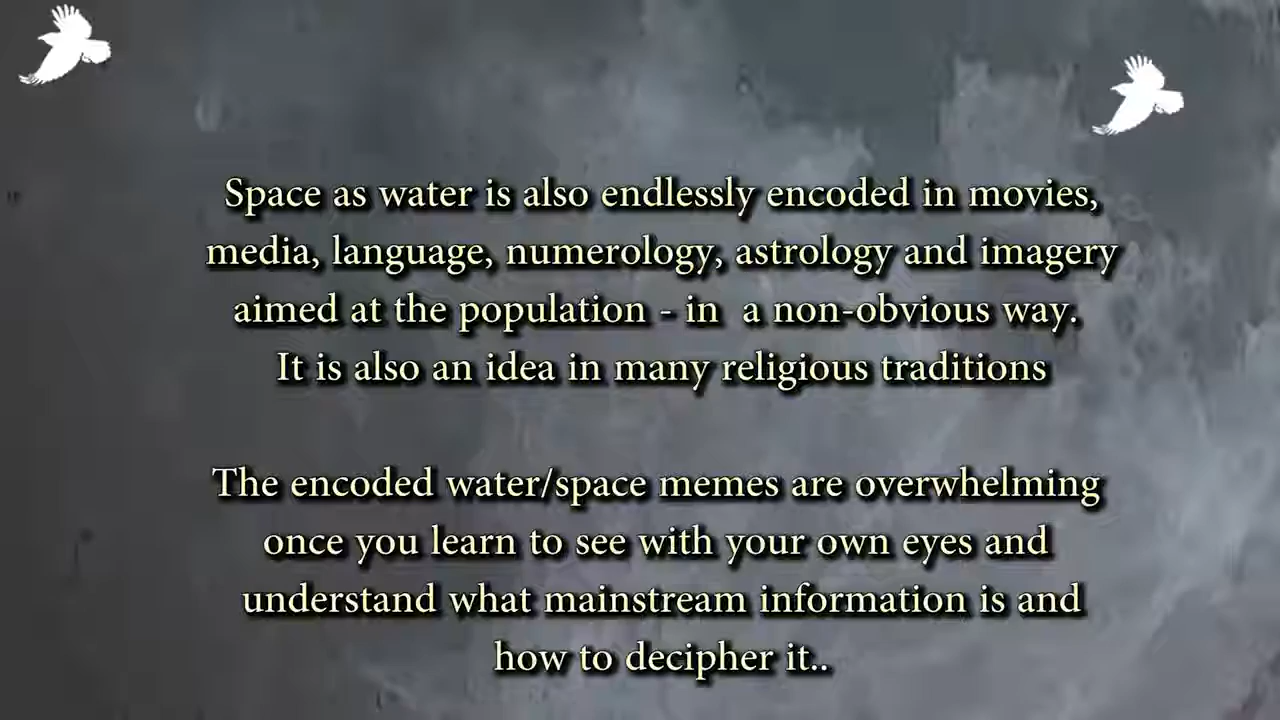 Space as water is also endlessly encoded in movies,
media, language, numerology, astrology and imagery
aimed at the population - in  a non-obvious way.
It is also an idea in many religious traditions
The encoded water/space memes are overwhelming
once you learn to see with your own eyes and
understand what mainstream information is and
how to decipher it..